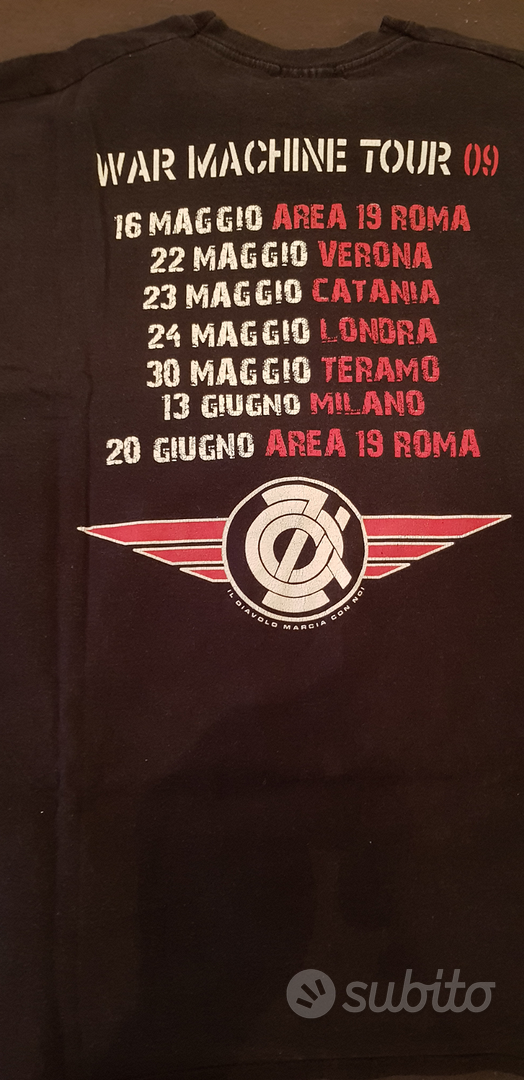 WAR MACHINE TOUR 09
16 MAGGIO AREA 19 ROMA
22 MAGGIO VERONA
23 MAGGIO CATANIA
24 MAGGIO LONDRA
30 MAGGIO TERAMO
13 GIUGNO MILANO
20 GIUGNO AREA 19 ROMA
IL DIAVOLO MARCIA CON NOI
subito